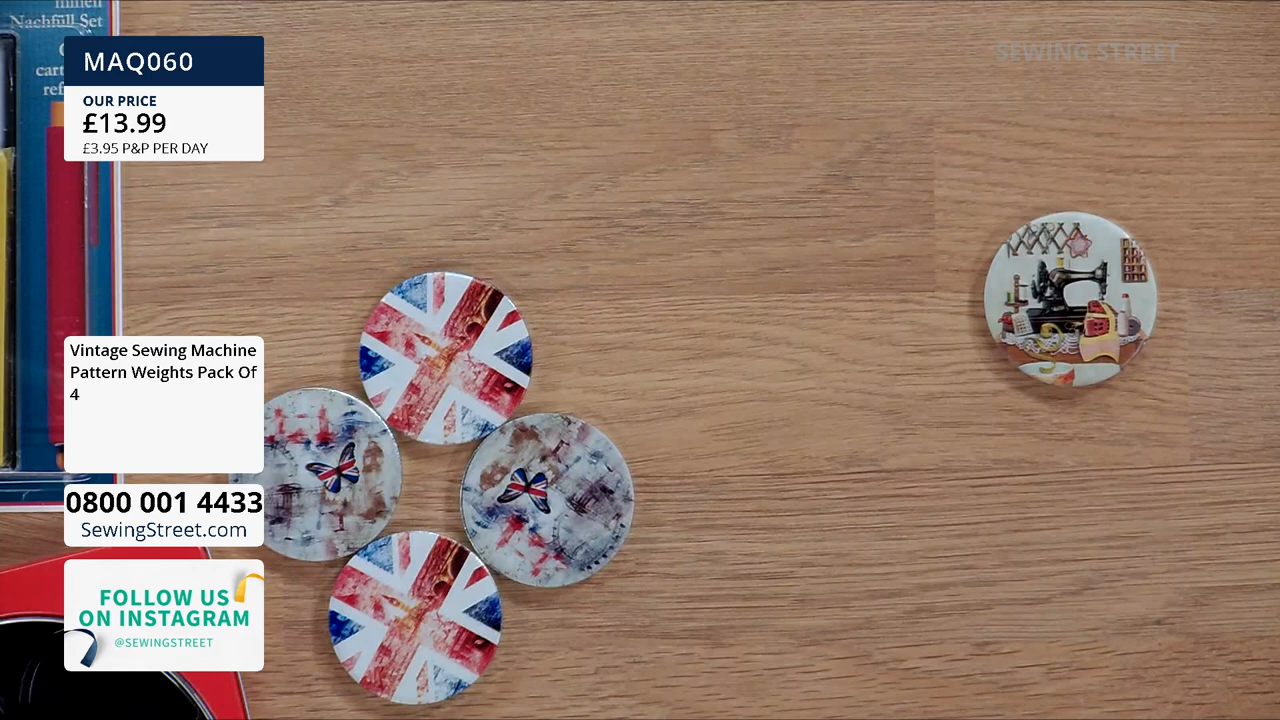 Nachfüll Set
MAQ060
OUR PRICE
£13.99
£3.95 P&P PER DAY
SEWING STREET
Vintage Sewing Machine
Pattern Weights Pack Of
4
0800 001 4433
SewingStreet.com
FOLLOW US
ON INSTAGRAM
@SEWINGSTREET